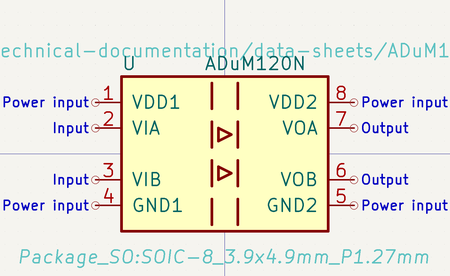 echnical-documentation/data-sheets/ADuM1
U ADuM120N
Power input 1 VDD1 VDD2 8 Power input
Input 2 VIA VOA 7 Output
Input 3 VIB VOB 6 Output
Power input 4 GND1 GND2 5 Power input
Package_SO:SOIC-8_3.9x4.9mm_P1.27mm